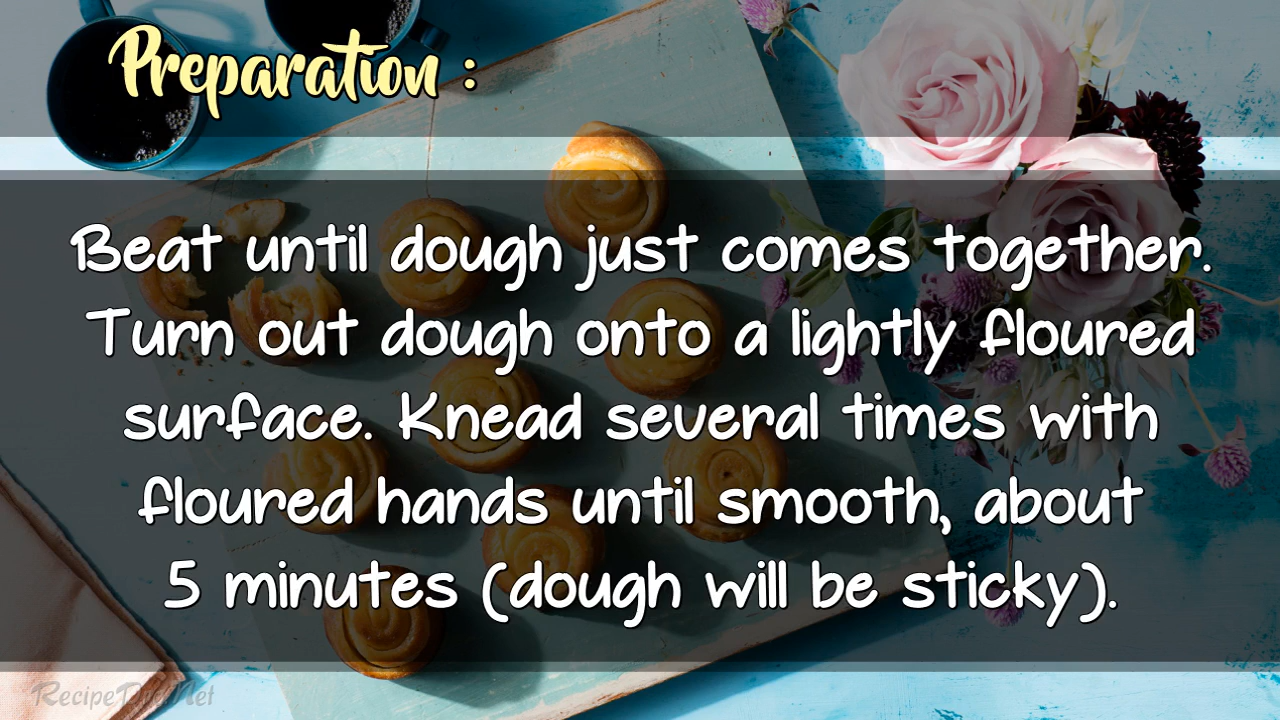 Preparation :
Beat until dough just comes together.
Turn out dough onto a lightly floured
surface. Knead several times with
floured hands until smooth, about
5 minutes (dough will be sticky).